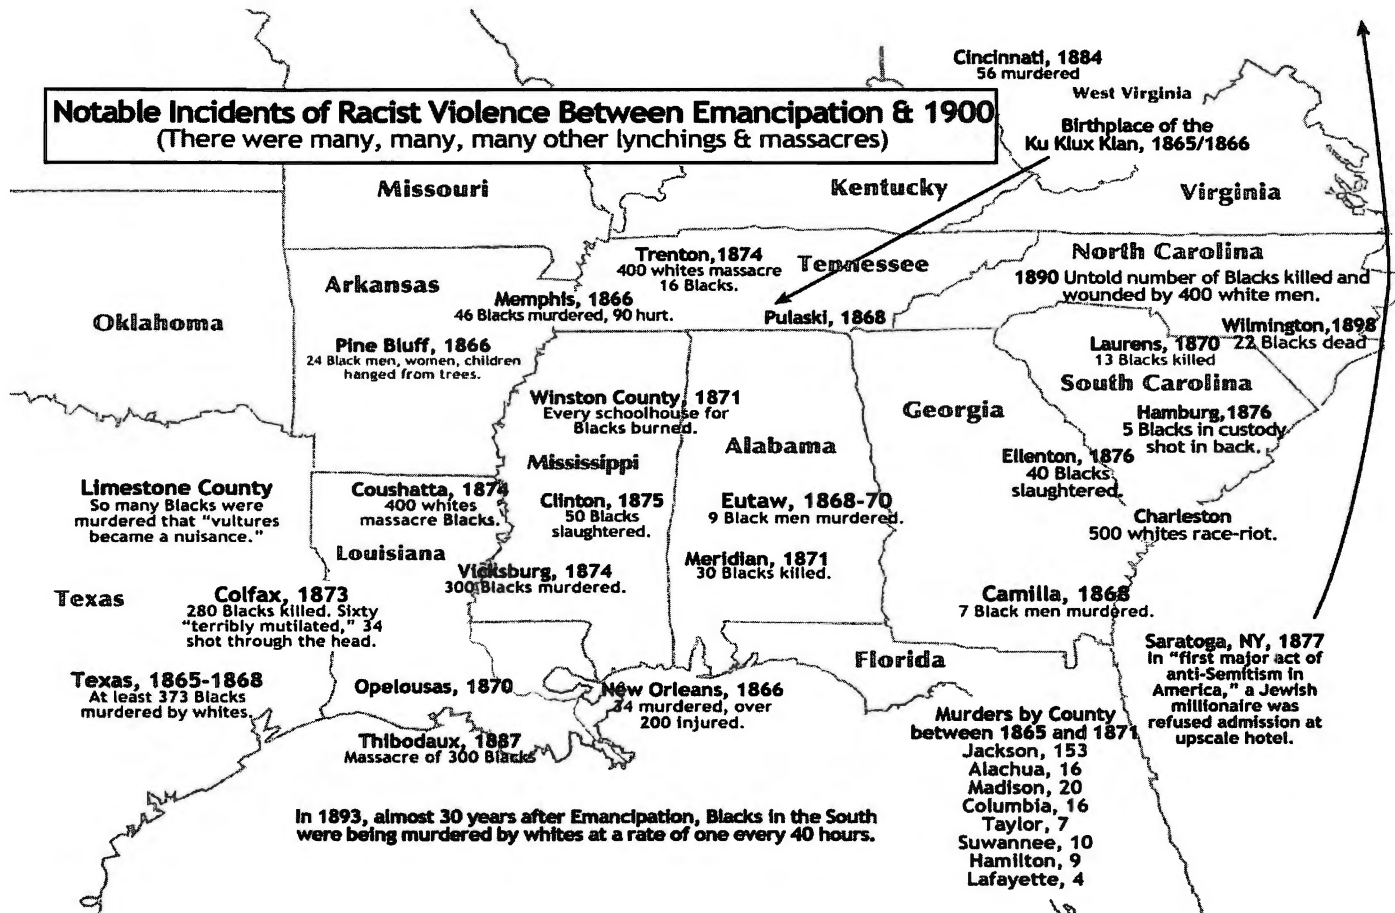 Cincinnati, 1884
56 murdered
West Virginia
Notable Incidents of Racist Violence Between Emancipation & 1900
(There were many, many, many other lynchings & massacres)
Birthplace of the
Ku Klux Klan, 1865/1866
Missouri
Kentucky
Virginia
Trenton,1874
400 whites massacre
16 Blacks.
Tennessee
North Carolina
1890 Untold number of Blacks killed and
wounded by 400 white men.
Arkansas
Memphis, 1866
46 Blacks murdered, 90 hurt.
Pulaski, 1868
Oklahoma
Wilmington,1898
22 Blacks dead
Pine Bluff, 1866
24 Black men, women, children
hanged from trees.
Laurens, 1870
13 Blacks killed
South Carolina
Winston County, 1871
Every schoolhouse for
Blacks burned.
Georgia
Hamburg,1876
5 Blacks in custody
shot in back.
Alabama
Mississippi
Ellenton, 1876
40 Blacks
slaughtered.
Limestone County
So many Blacks were
murdered that “vultures
became a nuisance.”
Coushatta, 1874
400 whites
massacre Blacks.
Clinton, 1875
50 Blacks
slaughtered.
Eutaw, 1868-70
9 Black men murdered.
Charleston
500 whites race-riot.
Louisiana
Vicksburg, 1874
300 Blacks murdered.
Meridian, 1871
30 Blacks killed.
Texas
Colfax, 1873
280 Blacks killed. Sixty
“terribly mutilated,” 34
shot through the head.
Camilla, 1868
7 Black men murdered.
Saratoga, NY, 1877
In “first major act of
anti-Semitism in
America,” a Jewish
millionaire was
refused admission at
upscale hotel.
Florida
Texas, 1865-1868
At least 373 Blacks
murdered by whites.
Opelousas, 1870
New Orleans, 1866
34 murdered, over
200 injured.
Thibodaux, 1887
Massacre of 300 Blacks
Murders by County
between 1865 and 1871
Jackson, 153
Alachua, 16
Madison, 20
Columbia, 16
Taylor, 7
Suwannee, 10
Hamilton, 9
Lafayette, 4
In 1893, almost 30 years after Emancipation, Blacks in the South
were being murdered by whites at a rate of one every 40 hours.